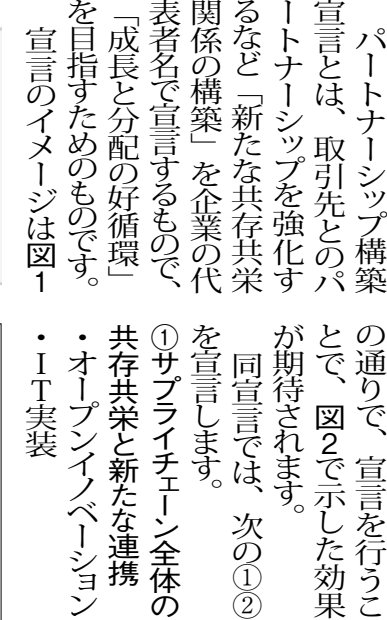 パートナーシップ構築
宣言とは、取引先とのパ
ートナーシップを強化す
るなど「新たな共存共栄
関係の構築」を企業の代
表者名で宣言するもので、
「成長と分配の好循環」
を目指すためのものです。
宣言のイメージは図1
の通りで、宣言を行うこ
とで、図2で示した効果
が期待されます。
同宣言では、次の①②
を宣言します。
①サプライチェーン全体の
共存共栄と新たな連携
・オープンイノベーション
・IT実装